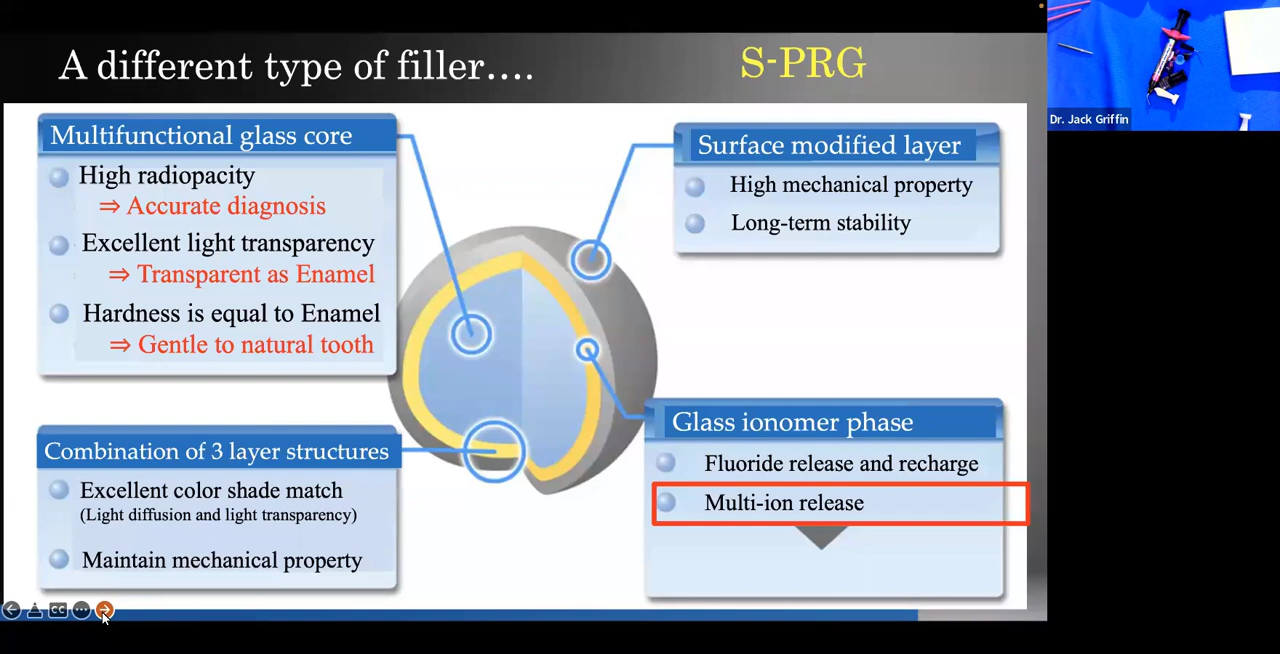 A different type of filler....
S-PRG
Dr. Jack Griffin
Multifunctional glass core
High radiopacity
⇒ Accurate diagnosis
Excellent light transparency
⇒ Transparent as Enamel
Hardness is equal to Enamel
⇒ Gentle to natural tooth
Surface modified layer
High mechanical property
Long-term stability
Combination of 3 layer structures
Excellent color shade match
(Light diffusion and light transparency)
Maintain mechanical property
Glass ionomer phase
Fluoride release and recharge
Multi-ion release
CC